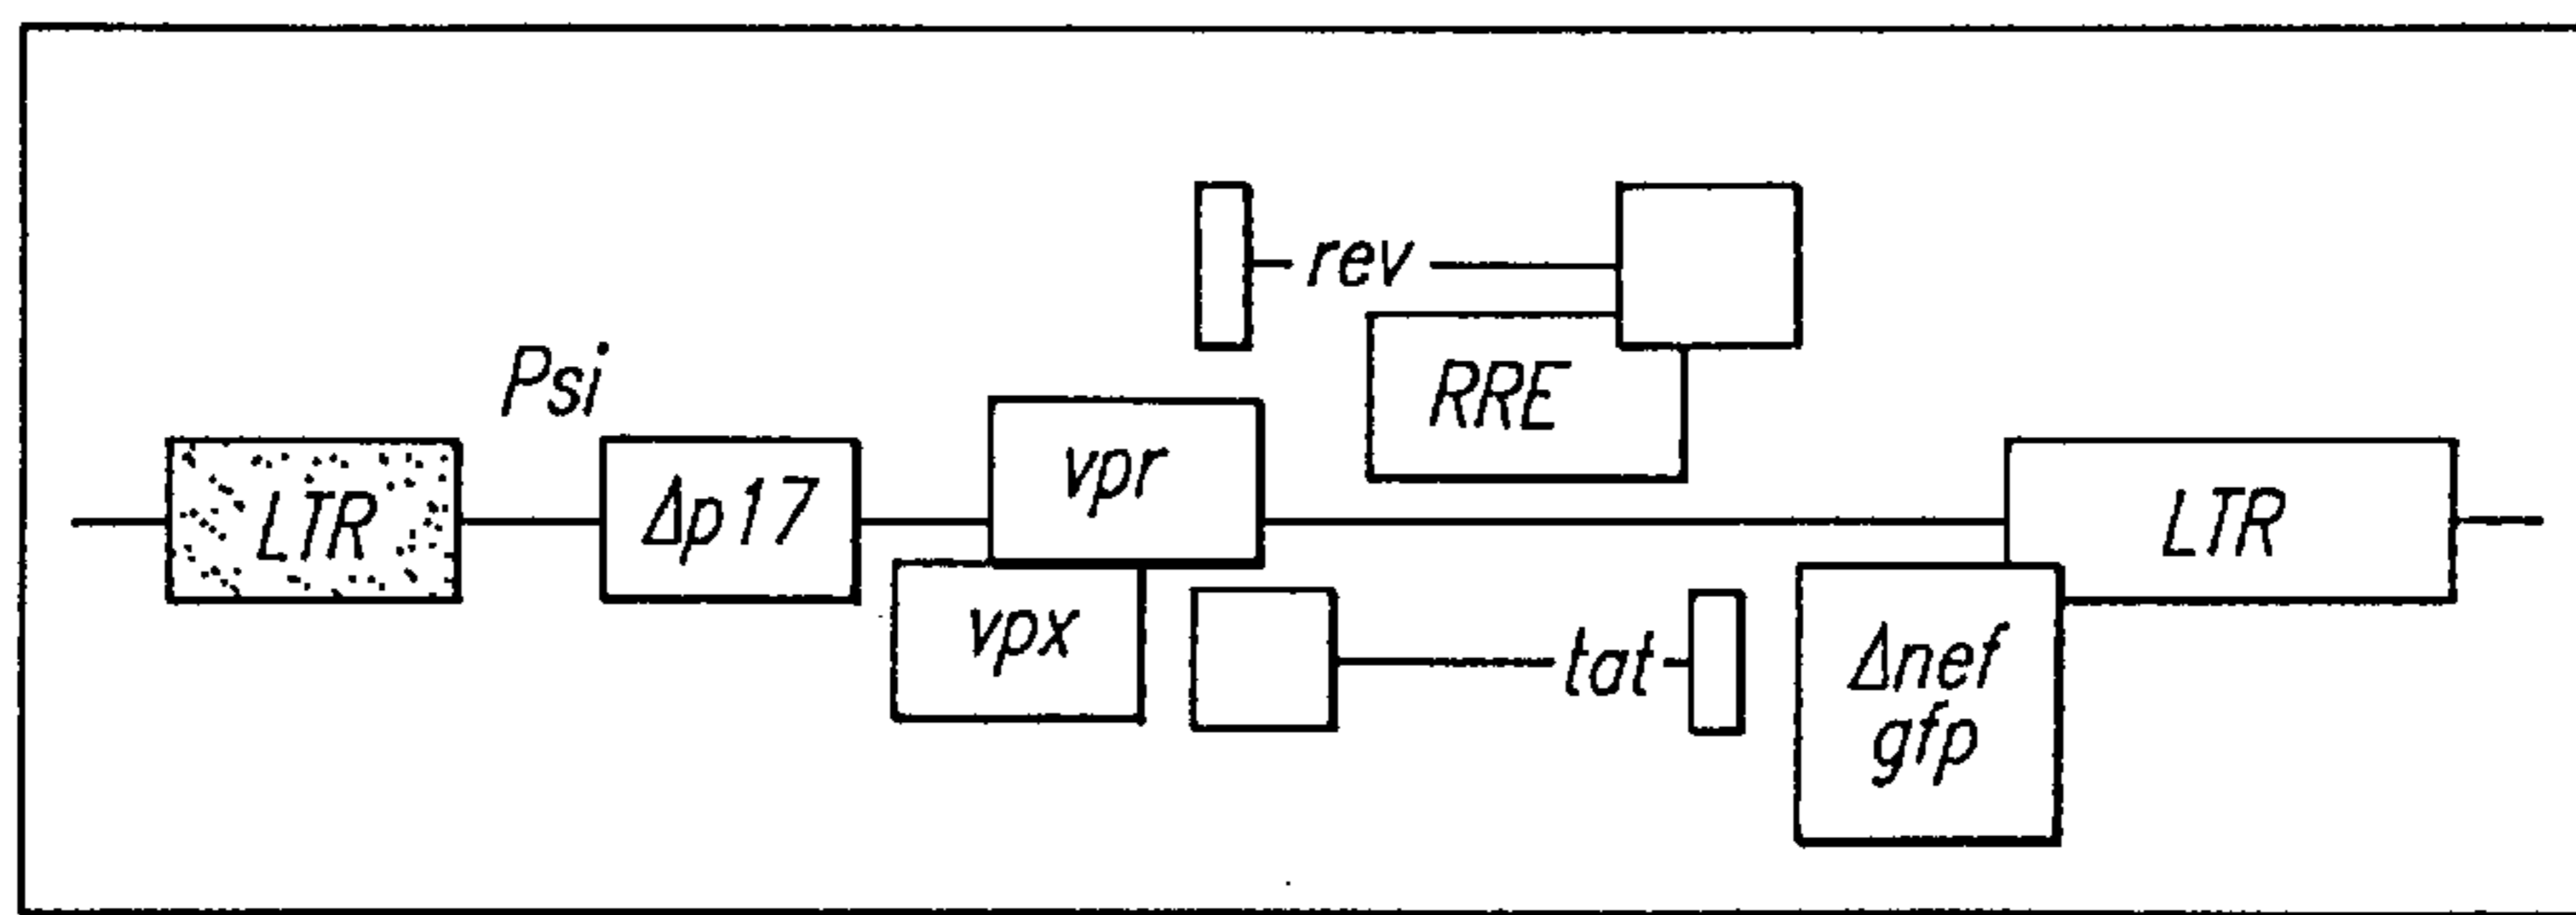 rev
Psi
RRE
vpr
LTR
Δp17
LTR
vpx
tat
Δnef
gfp